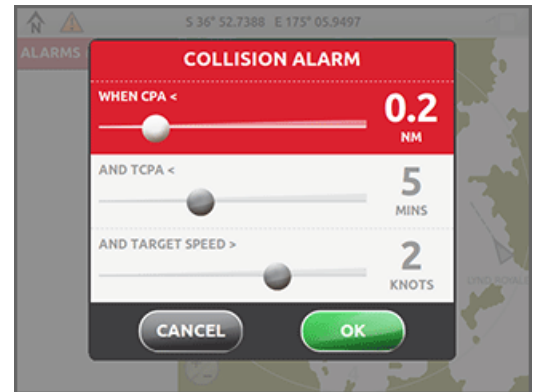 N
S 36° 52.7388 E 175° 05.9497
ALARMS
COLLISION ALARM
WHEN CPA <
0.2
NM
AND TCPA <
5
MINS
AND TARGET SPEED >
2
KNOTS
CANCEL
OK